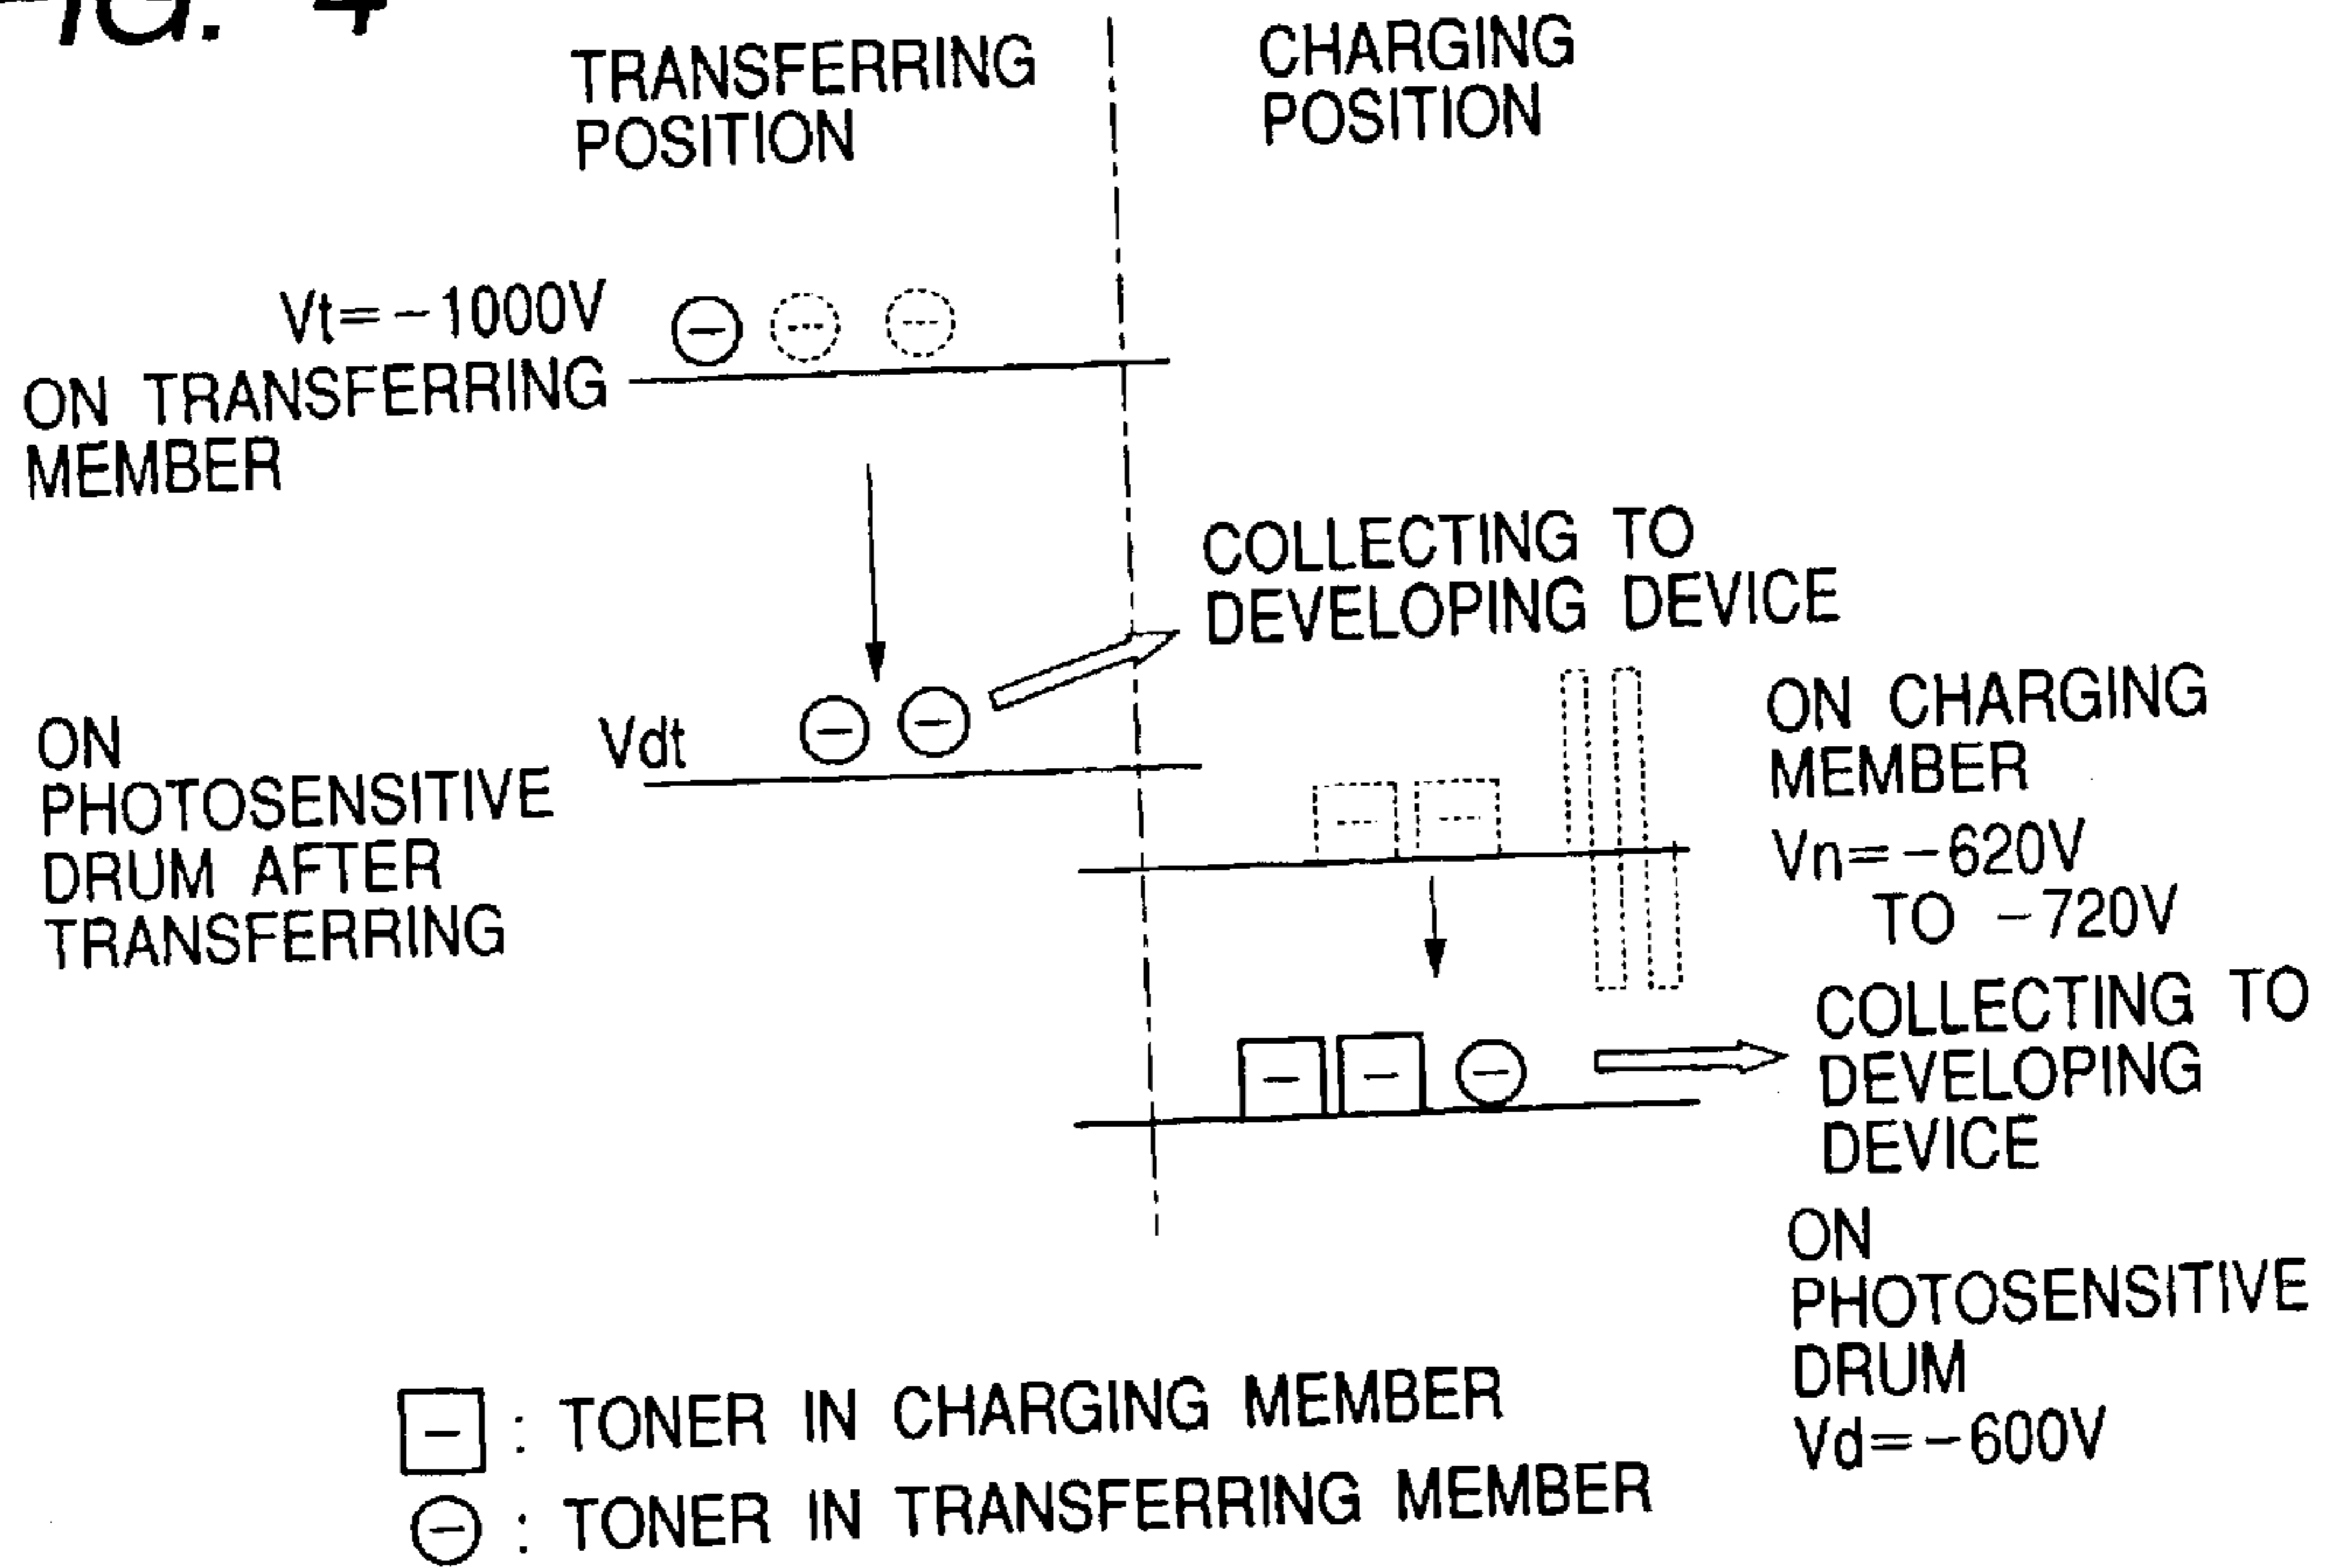 FIG. 4
TRANSFERRING
POSITION
CHARGING
POSITION
Vt=−1000V
ON TRANSFERRING
MEMBER
COLLECTING TO
DEVELOPING DEVICE
ON
PHOTOSENSITIVE
DRUM AFTER
TRANSFERRING
Vdt
ON CHARGING
MEMBER
Vn=−620V
TO −720V
COLLECTING TO
DEVELOPING
DEVICE
ON
PHOTOSENSITIVE
DRUM
Vd=−600V
− : TONER IN CHARGING MEMBER
− : TONER IN TRANSFERRING MEMBER